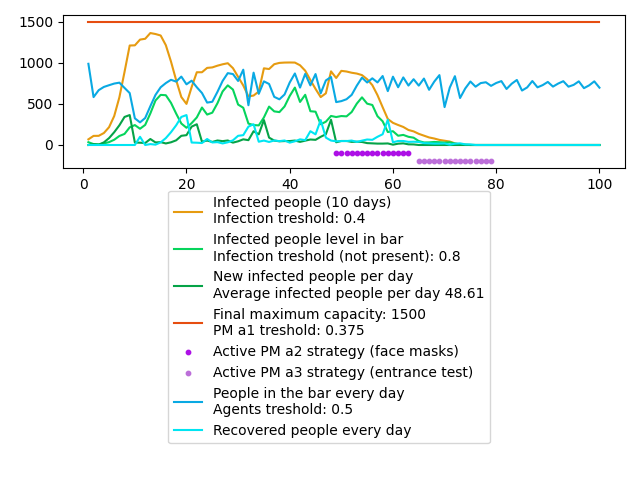 1500
1000
500
0
0
20
40
60
80
100
Infected people (10 days)
Infection treshold: 0.4
Infected people level in bar
Infection treshold (not present): 0.8
New infected people per day
Average infected people per day 48.61
Final maximum capacity: 1500
PM a1 treshold: 0.375
Active PM a2 strategy (face masks)
Active PM a3 strategy (entrance test)
People in the bar every day
Agents treshold: 0.5
Recovered people every day